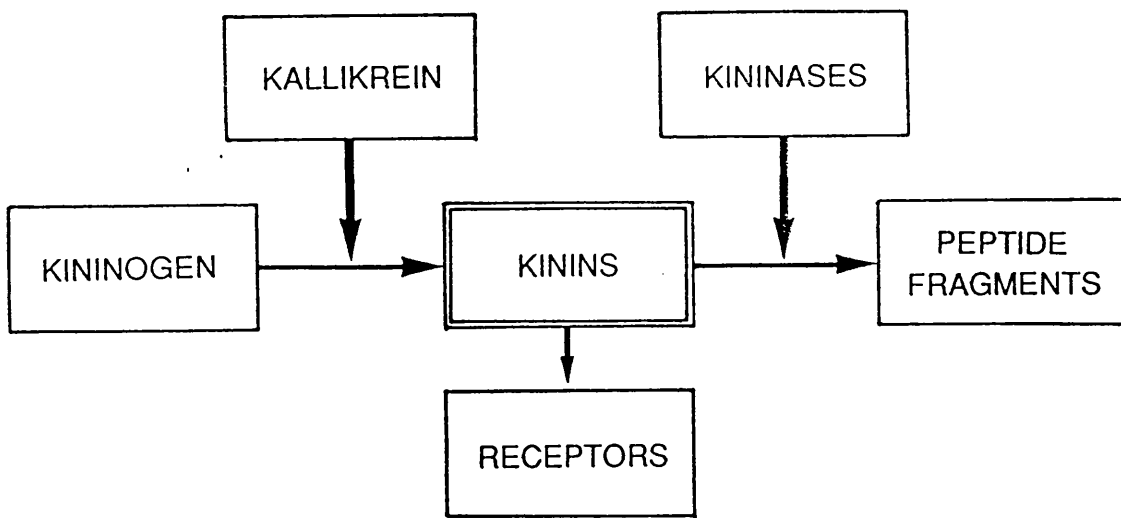 KALLIKREIN
KININASES
KININOGEN
KININS
PEPTIDE
FRAGMENTS
RECEPTORS